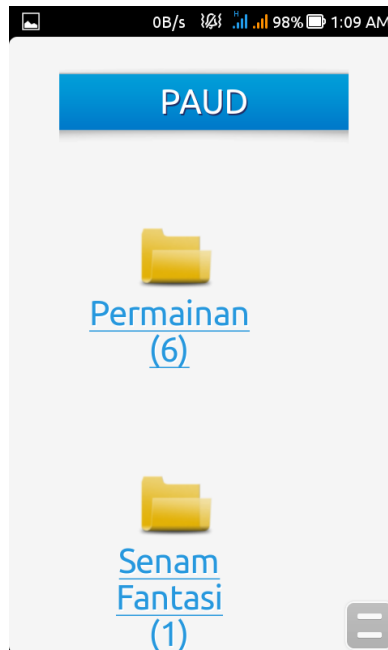 0B/s H 98% 1:09 AM
PAUD
Permainan
(6)
Senam
Fantasi
(1)